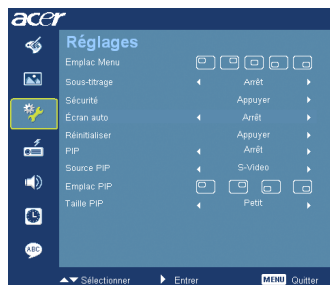 acer
Réglages
Emplac Menu
Sous-titrage Arrêt
Sécurité Appuyer
Écran auto Arrêt
Réinitialiser Appuyer
PIP Arrêt
Source PIP S-Video
Emplac PIP
Taille PIP Petit
ABC
Sélectionner Entrer MENU Quitter